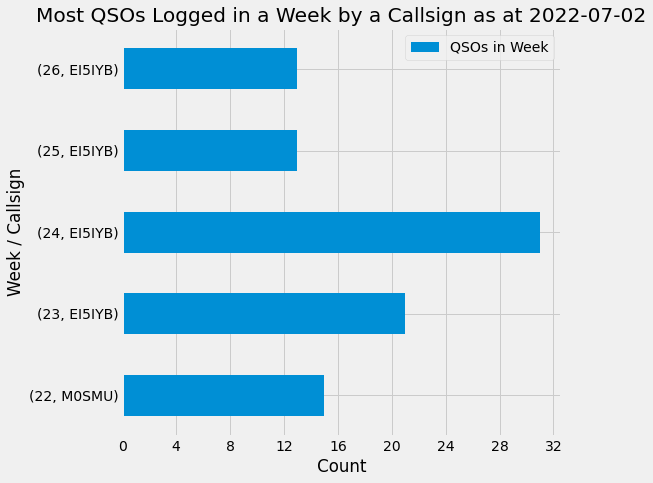 Most QSOs Logged in a Week by a Callsign as at 2022-07-02
QSOs in Week
(26, EI5IYB)
(25, EI5IYB)
(24, EI5IYB)
(23, EI5IYB)
(22, M0SMU)
Week / Callsign
0 4 8 12 16 20 24 28 32
Count